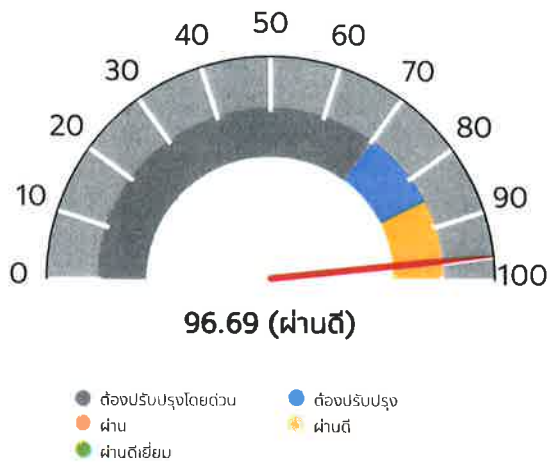 50
40 60
30 70
20 80
10 90
0 100
96.69 (ผ่านดี)
ต้องปรับปรุงโดยด่วน ต้องปรับปรุง
ผ่าน ผ่านดี
ผ่านดีเยี่ยม